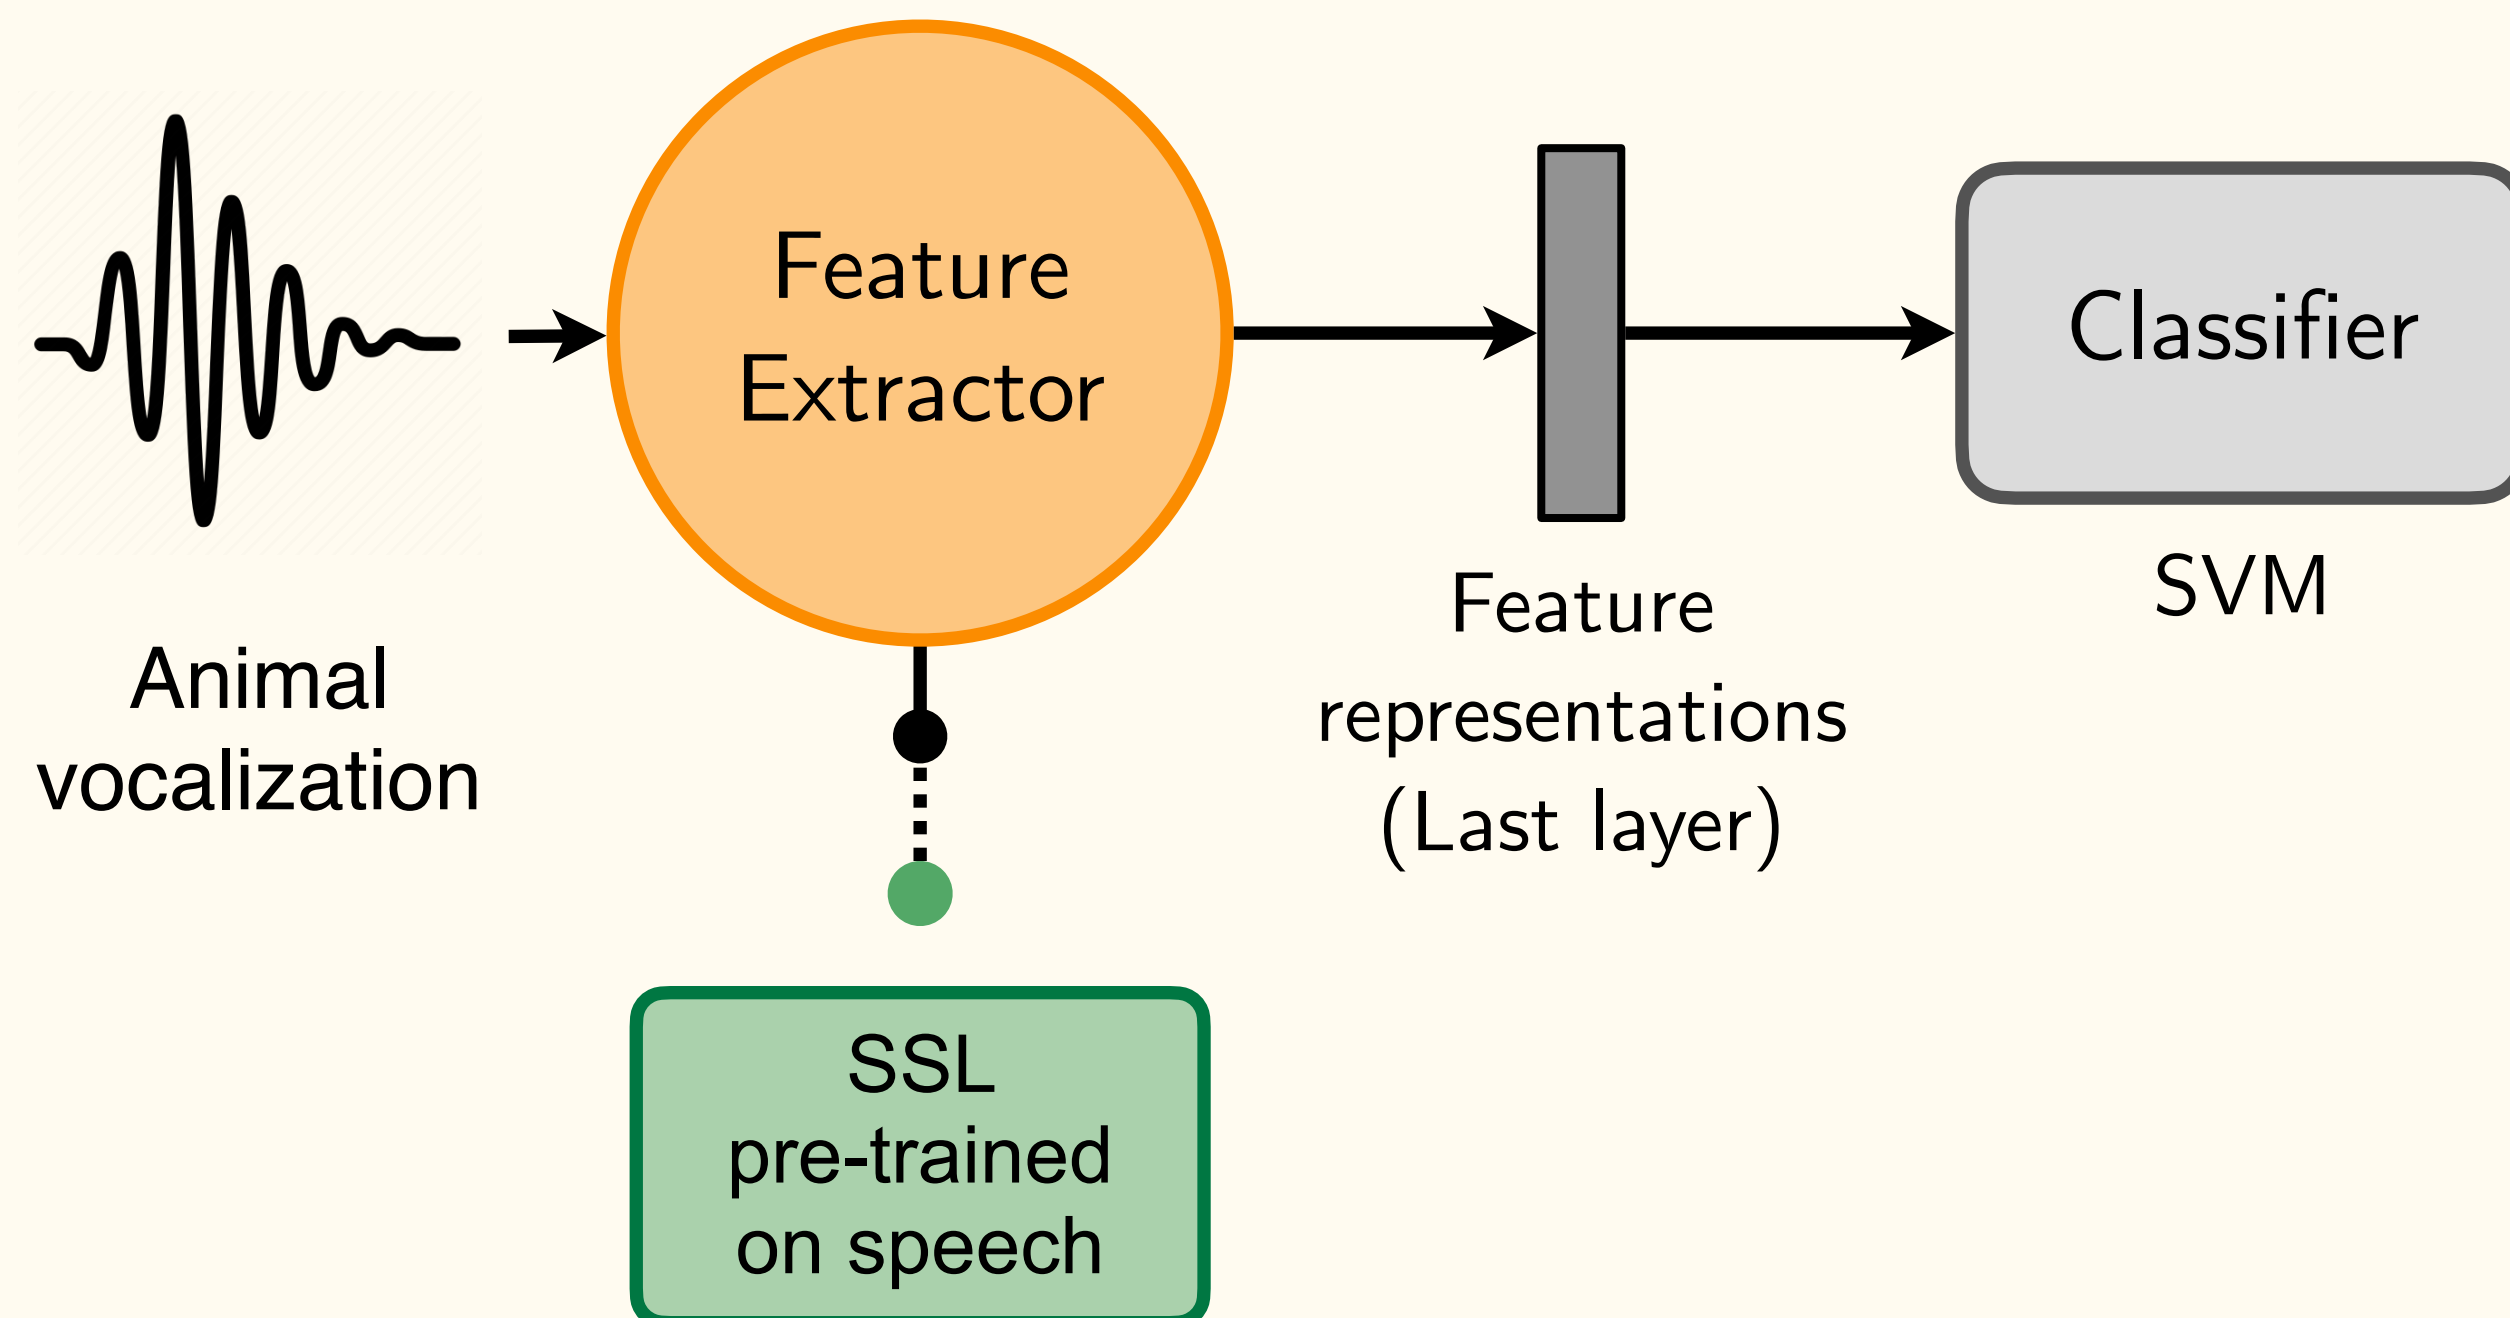 Animal
vocalization
Feature
Extractor
SSL
pre-trained
on speech
Feature
representations
(Last layer)
Classifier
SVM